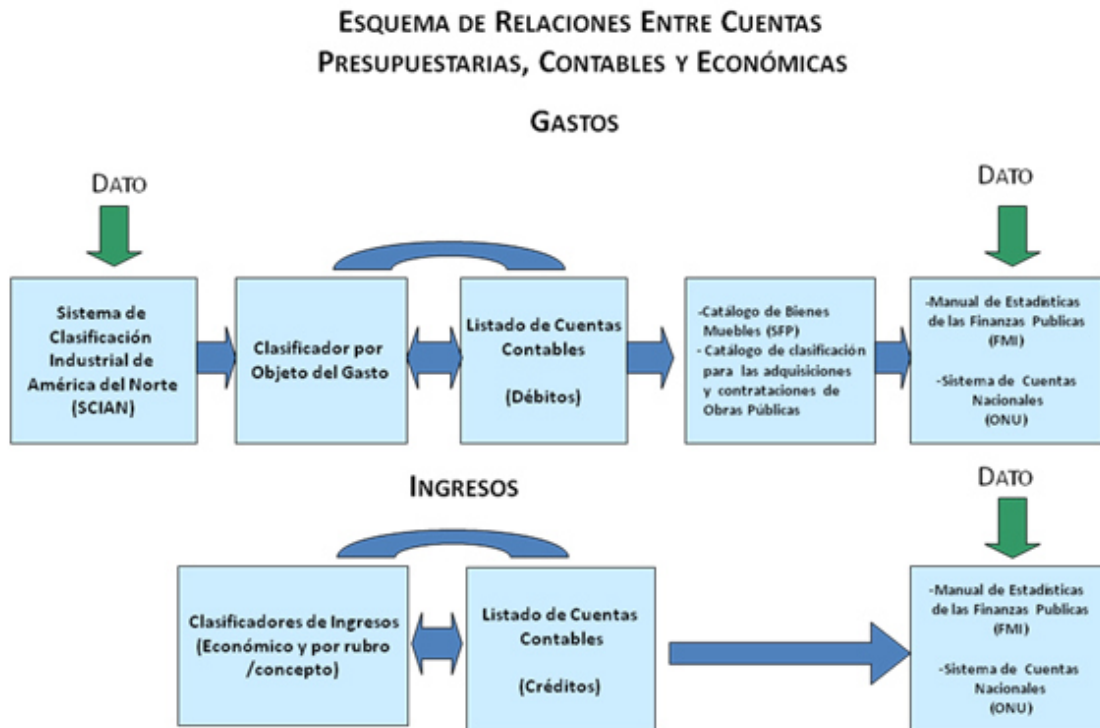 ESQUEMA DE RELACIONES ENTRE CUENTAS
PRESUPUESTARIAS, CONTABLES Y ECONÓMICAS
GASTOS
DATO
DATO
Sistema de
Clasificación
Industrial de
América del Norte
(SCIAN)
Clasificador por
Objeto del Gasto
Listado de Cuentas
Contables
(Débitos)
-Catálogo de Bienes
Muebles (SFP)
- Catálogo de clasificación
para las adquisiciones
y contrataciones de
Obras Públicas
-Manual de Estadísticas
de las Finanzas Publicas
(FMI)
-Sistema de Cuentas
Nacionales
(ONU)
INGRESOS
DATO
Clasificadores de Ingresos
(Económico y por rubro
/concepto)
Listado de Cuentas
Contables
(Créditos)
-Manual de Estadísticas
de las Finanzas Publicas
(FMI)
-Sistema de Cuentas
Nacionales
(ONU)